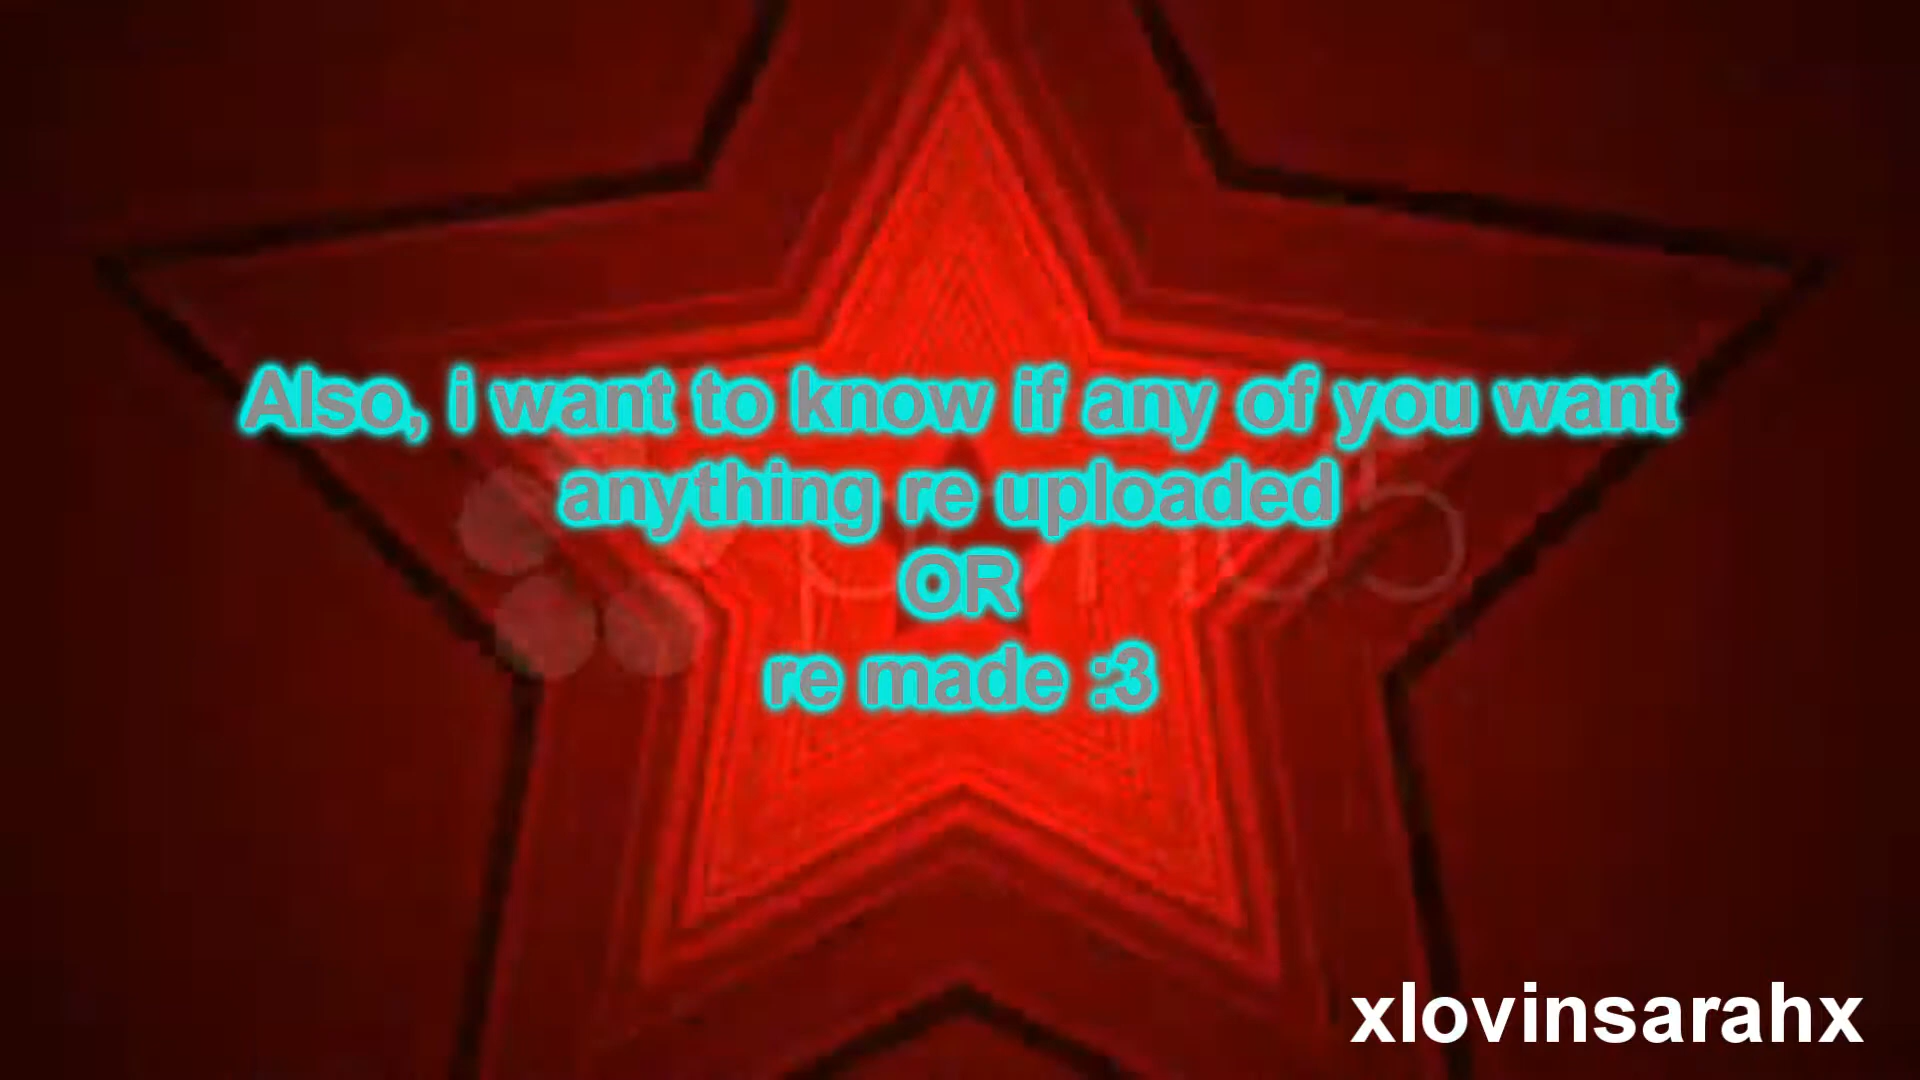 Also, i want to know if any of you want
anything re uploaded
OR
re made :3
xlovinsarahx